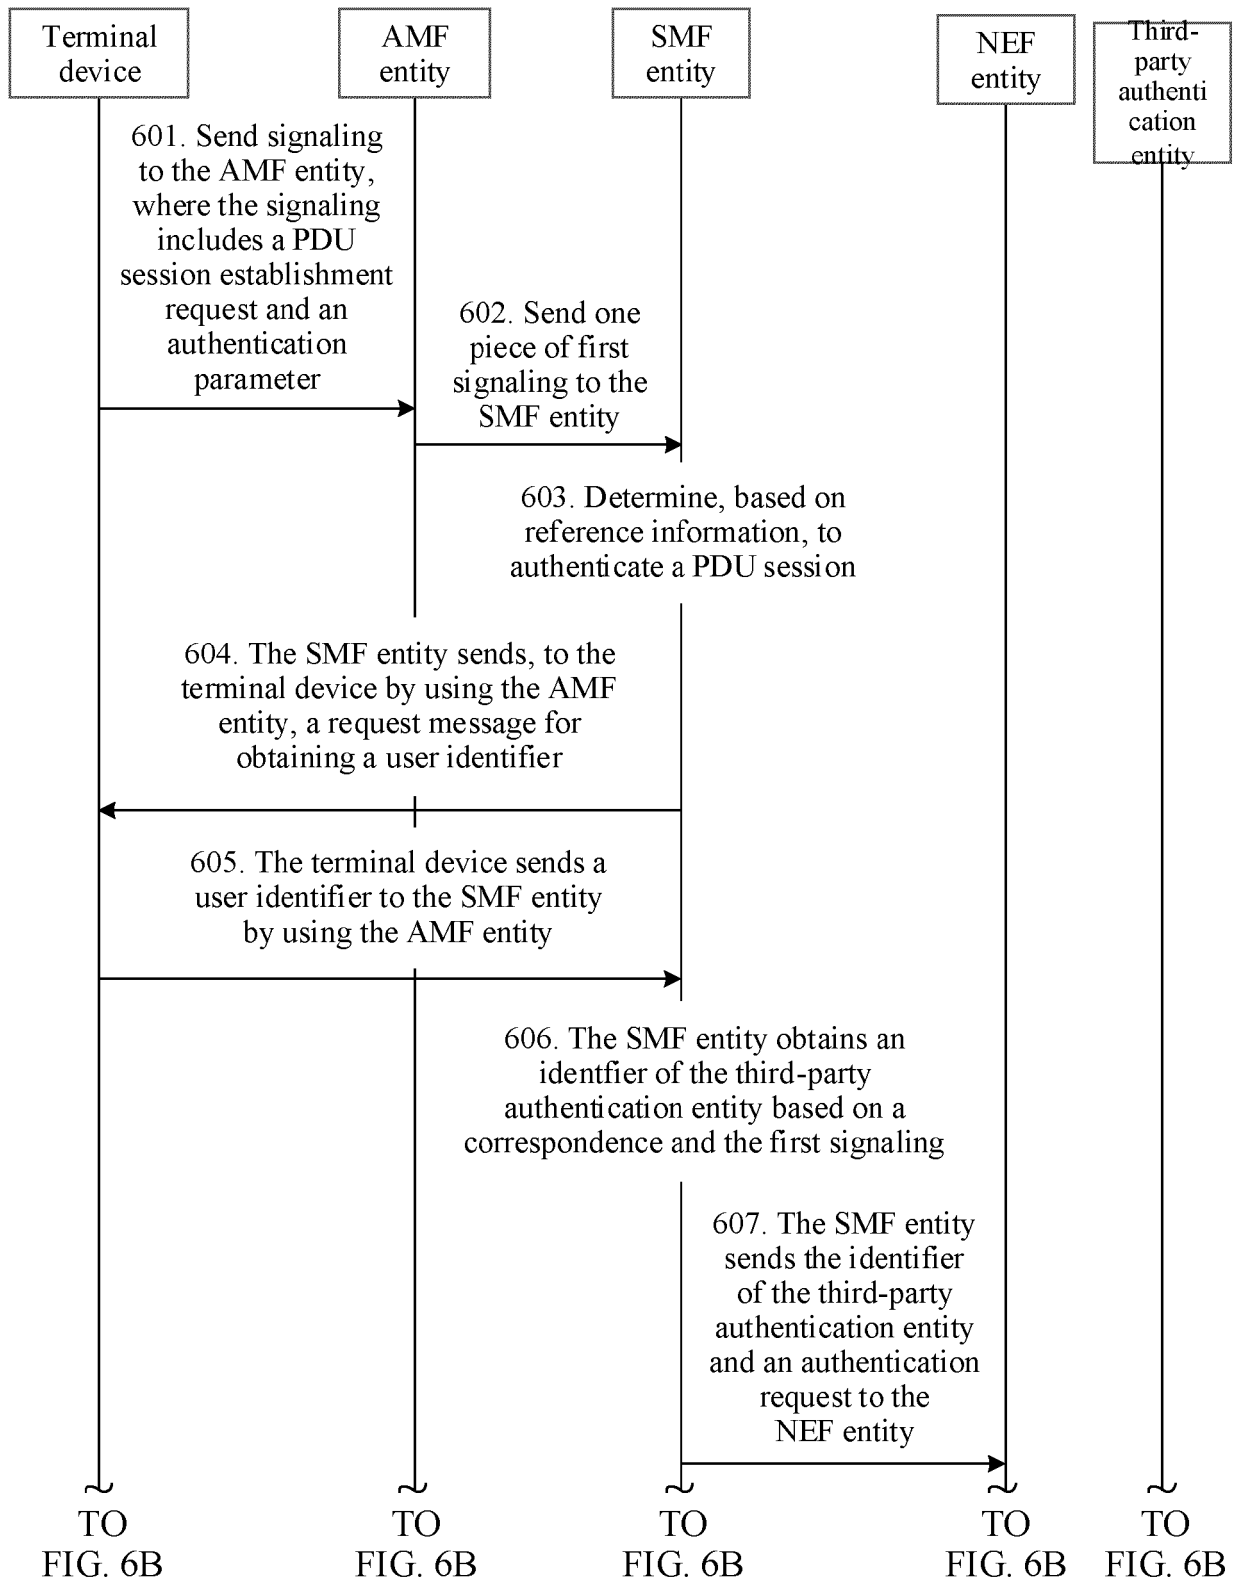 Terminal
device
AMF
entity
SMF
entity
NEF
entity
Third-
party
authenti
cation
entity
601. Send signaling
to the AMF entity,
where the signaling
includes a PDU
session establishment
request and an
authentication
parameter
602. Send one
piece of first
signaling to the
SMF entity
603. Determine, based on
reference information, to
authenticate a PDU session
604. The SMF entity sends, to the
terminal device by using the AMF
entity, a request message for
obtaining a user identifier
605. The terminal device sends a
user identifier to the SMF entity
by using the AMF entity
606. The SMF entity obtains an
identfier of the third-party
authentication entity based on a
correspondence and the first signaling
607. The SMF entity
sends the identifier
of the third-party
authentication entity
and an authentication
request to the
NEF entity
TO
FIG. 6B
TO
FIG. 6B
TO
FIG. 6B
TO
FIG. 6B
TO
FIG. 6B